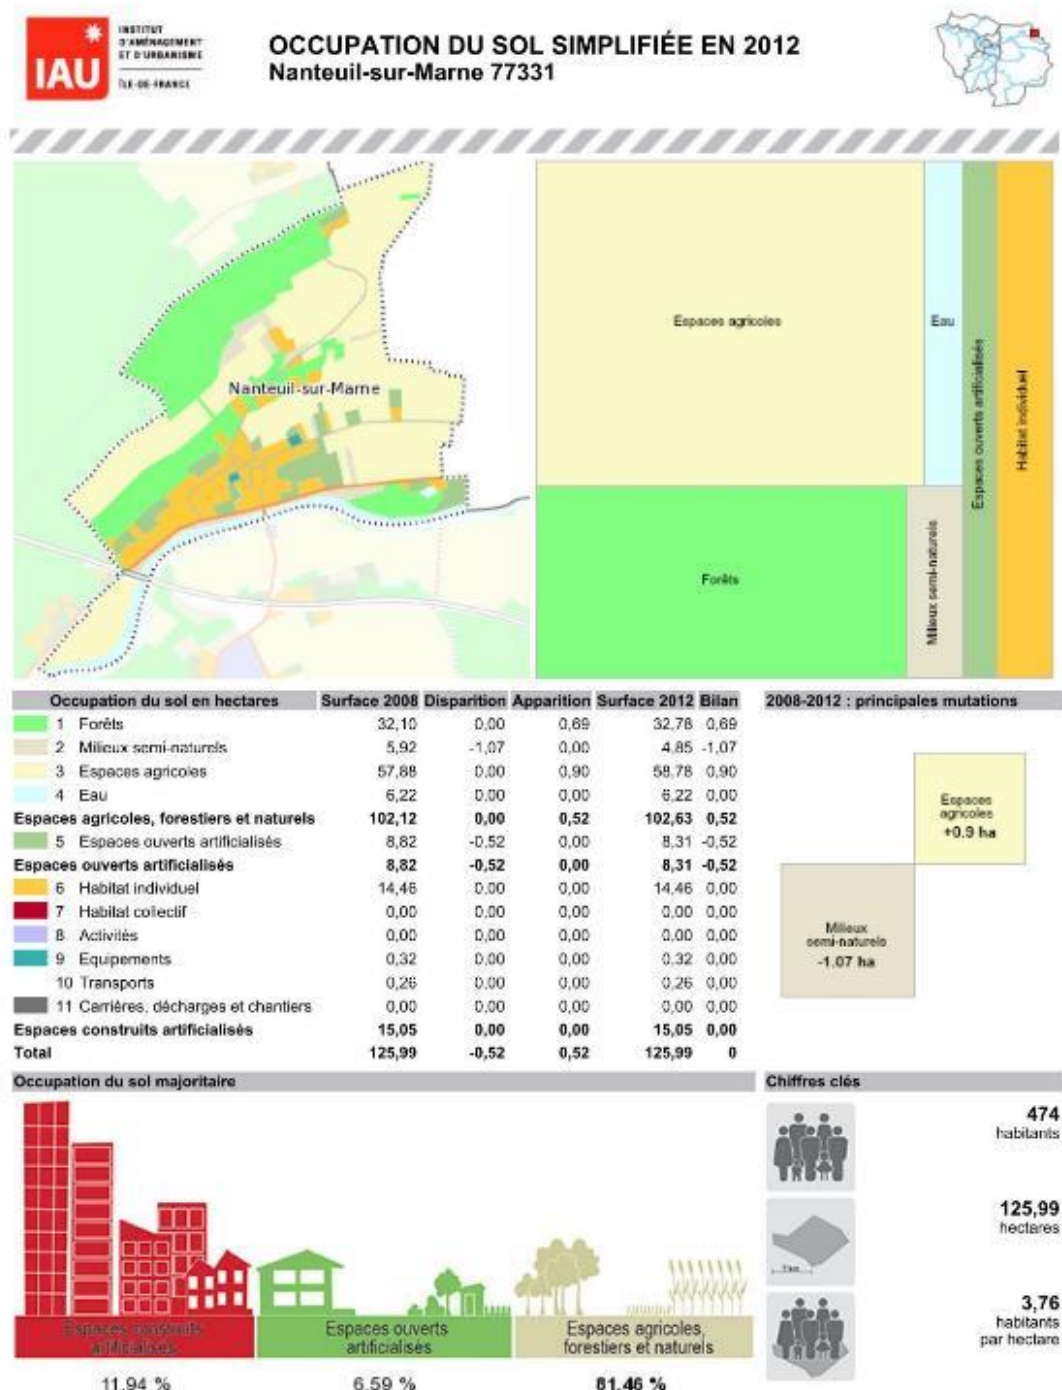 INSTITUT
D'AMÉNAGEMENT
ET D'URBANISME
IAU
ÎLE-DE-FRANCE
OCCUPATION DU SOL SIMPLIFIÉE EN 2012
Nanteuil-sur-Marne 77331
Nanteuil-sur-Marne
Espaces agricoles
Eau
Espaces ouverts artificialisés
Habitat individuel
Forêts
Milieux semi-naturels
Occupation du sol en hectares Surface 2008 Disparition Apparition Surface 2012 Bilan
1 Forêts 32,10 0,00 0,69 32,78 0,69
2 Milieux semi-naturels 5,92 -1,07 0,00 4,85 -1,07
3 Espaces agricoles 57,88 0,00 0,90 58,78 0,90
4 Eau 6,22 0,00 0,00 6,22 0,00
Espaces agricoles, forestiers et naturels 102,12 0,00 0,52 102,63 0,52
5 Espaces ouverts artificialisés 8,82 -0,52 0,00 8,31 -0,52
Espaces ouverts artificialisés 8,82 -0,52 0,00 8,31 -0,52
6 Habitat individuel 14,46 0,00 0,00 14,46 0,00
7 Habitat collectif 0,00 0,00 0,00 0,00 0,00
8 Activités 0,00 0,00 0,00 0,00 0,00
9 Equipements 0,32 0,00 0,00 0,32 0,00
10 Transports 0,26 0,00 0,00 0,26 0,00
11 Carrières, décharges et chantiers 0,00 0,00 0,00 0,00 0,00
Espaces construits artificialisés 15,05 0,00 0,00 15,05 0,00
Total 125,99 -0,52 0,52 125,99 0
2008-2012 : principales mutations
Espaces
agricoles
+0.9 ha
Milieux
semi-naturels
-1.07 ha
Occupation du sol majoritaire
Espaces construits
artificialisés
Espaces ouverts
artificialisés
Espaces agricoles,
forestiers et naturels
11,94 %
6,59 %
81,46 %
Chiffres clés
474
habitants
125,99
hectares
3,76
habitants
par hectare